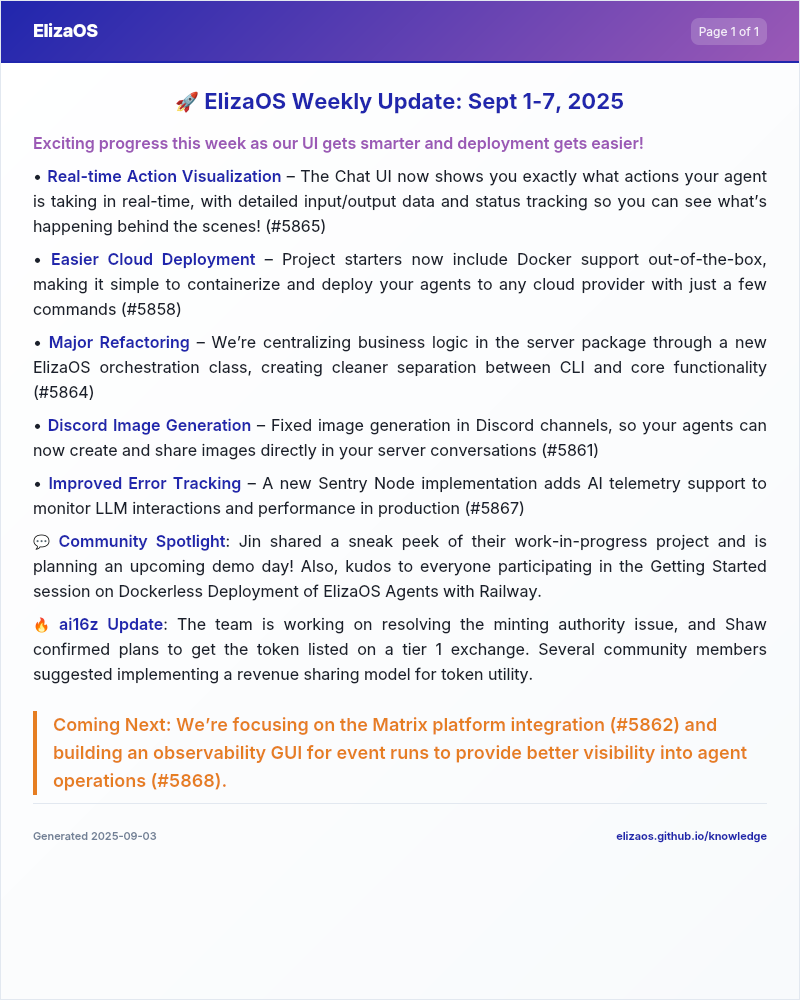 ElizaOS
Page 1 of 1
🚀 ElizaOS Weekly Update: Sept 1-7, 2025
Exciting progress this week as our UI gets smarter and deployment gets easier!
• Real-time Action Visualization – The Chat UI now shows you exactly what actions your agent
is taking in real-time, with detailed input/output data and status tracking so you can see what's
happening behind the scenes! (#5865)
• Easier Cloud Deployment – Project starters now include Docker support out-of-the-box,
making it simple to containerize and deploy your agents to any cloud provider with just a few
commands (#5858)
• Major Refactoring – We're centralizing business logic in the server package through a new
ElizaOS orchestration class, creating cleaner separation between CLI and core functionality
(#5864)
• Discord Image Generation – Fixed image generation in Discord channels, so your agents can
now create and share images directly in your server conversations (#5861)
• Improved Error Tracking – A new Sentry Node implementation adds AI telemetry support to
monitor LLM interactions and performance in production (#5867)
💬 Community Spotlight: Jin shared a sneak peek of their work-in-progress project and is
planning an upcoming demo day! Also, kudos to everyone participating in the Getting Started
session on Dockerless Deployment of ElizaOS Agents with Railway.
🔥 ai16z Update: The team is working on resolving the minting authority issue, and Shaw
confirmed plans to get the token listed on a tier 1 exchange. Several community members
suggested implementing a revenue sharing model for token utility.
Coming Next: We're focusing on the Matrix platform integration (#5862) and
building an observability GUI for event runs to provide better visibility into agent
operations (#5868).
Generated 2025-09-03
elizaos.github.io/knowledge